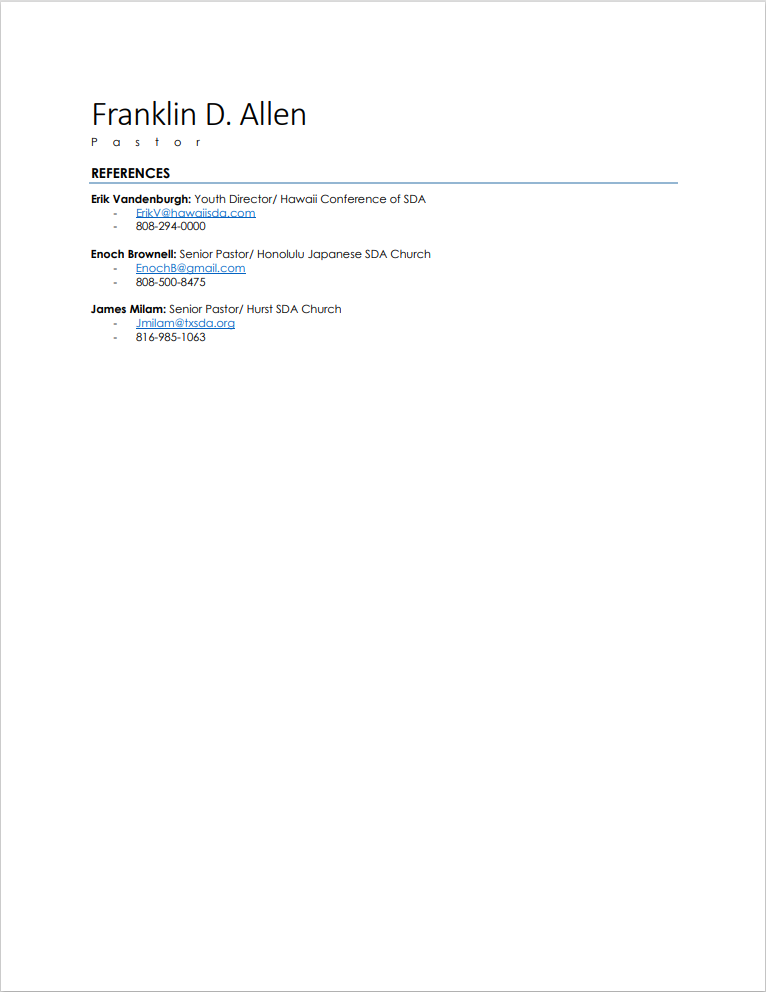 Franklin D. Allen
Pastor
REFERENCES
Erik Vandenburgh: Youth Director/ Hawaii Conference of SDA
- ErikV@hawaiisda.com
- 808-294-0000
Enoch Brownell: Senior Pastor/ Honolulu Japanese SDA Church
- EnochB@gmail.com
- 808-500-8475
James Milam: Senior Pastor/ Hurst SDA Church
- Jmilam@txsda.org
- 816-985-1063